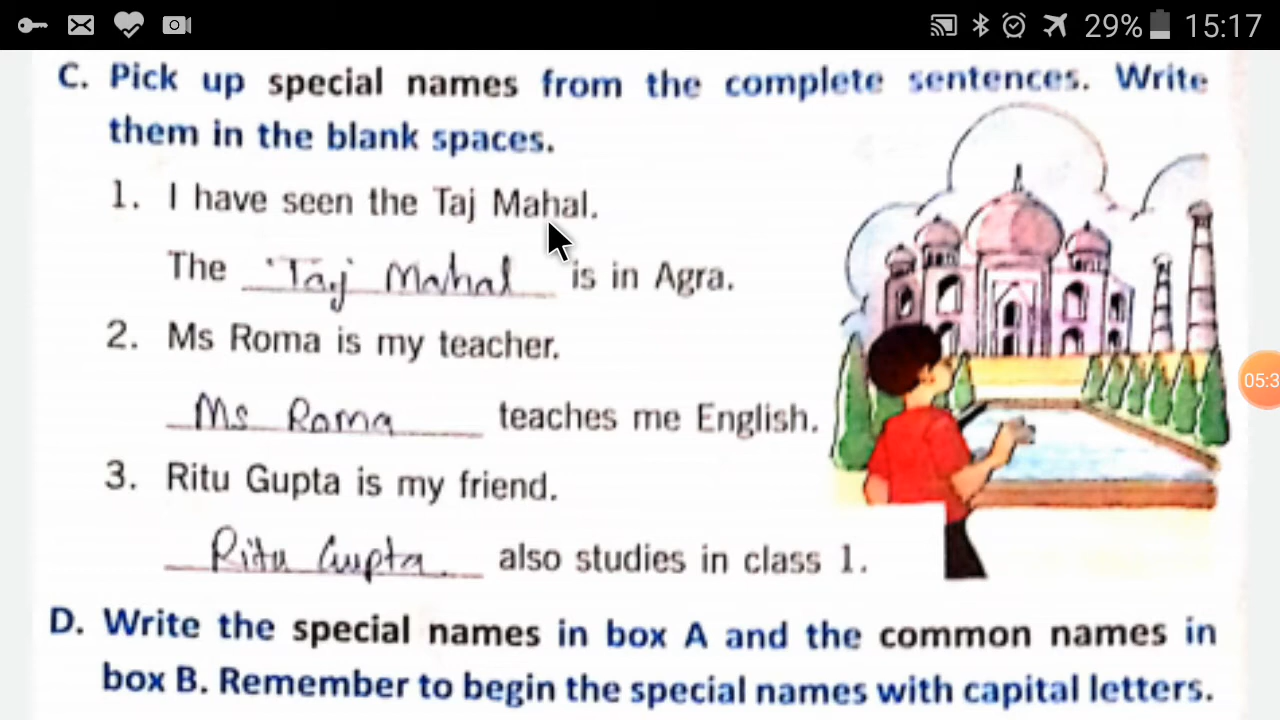 29% 15:17
C. Pick up special names from the complete sentences. Write
them in the blank spaces.
1. I have seen the Taj Mahal.
The Taj Mahal is in Agra.
2. Ms Roma is my teacher.
Ms Roma teaches me English.
05:3
3. Ritu Gupta is my friend.
Ritu Gupta also studies in class 1.
D. Write the special names in box A and the common names in
box B. Remember to begin the special names with capital letters.